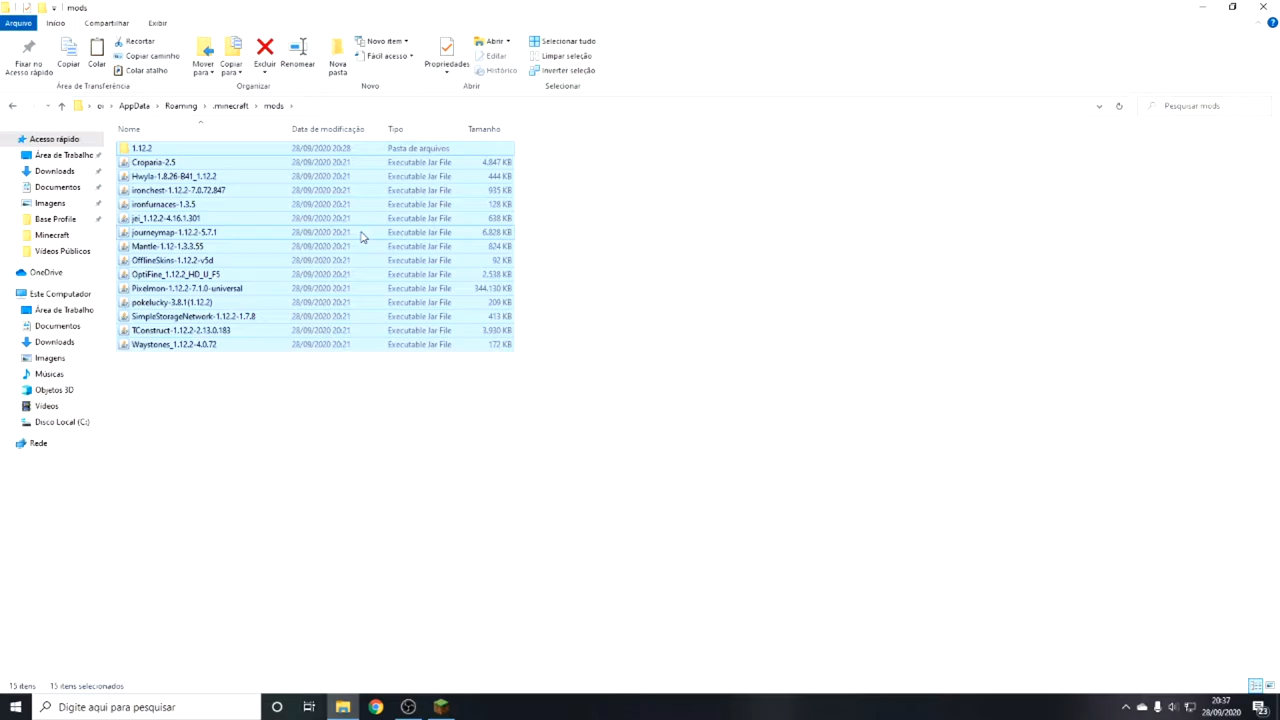 mods
Arquivo Início Compartilhar Exibir
Fixar no Acesso rápido
Copiar
Colar
Recortar
Copiar caminho
Colar atalho
Área de Transferência
Mover para
Copiar para
Excluir
Renomear
Organizar
Nova pasta
Novo item
Fácil acesso
Novo
Propriedades
Abrir
Editar
Histórico
Abrir
Selecionar tudo
Limpar seleção
Inverter seleção
Selecionar
AppData > Roaming > .minecraft > mods >
Pesquisar mods
Nome Data de modificação Tipo Tamanho
1.12.2 28/09/2020 20:28 Pasta de arquivos
Croparia-2.5 28/09/2020 20:21 Executable Jar File 4.847 KB
Hwyla-1.8.26-B41_1.12.2 28/09/2020 20:21 Executable Jar File 444 KB
ironchest-1.12.2-7.0.72.847 28/09/2020 20:21 Executable Jar File 935 KB
ironfurnaces-1.3.5 28/09/2020 20:21 Executable Jar File 128 KB
jei_1.12.2-4.16.1.301 28/09/2020 20:21 Executable Jar File 638 KB
journeymap-1.12.2-5.7.1 28/09/2020 20:21 Executable Jar File 6.828 KB
Mantle-1.12-1.3.3.55 28/09/2020 20:21 Executable Jar File 824 KB
OfflineSkins-1.12.2-v5d 28/09/2020 20:21 Executable Jar File 92 KB
OptiFine_1.12.2_HD_U_F5 28/09/2020 20:21 Executable Jar File 2.538 KB
Pixelmon-1.12.2-7.1.0-universal 28/09/2020 20:21 Executable Jar File 344.130 KB
pokelucky-3.8.1(1.12.2) 28/09/2020 20:21 Executable Jar File 209 KB
SimpleStorageNetwork-1.12.2-1.7.8 28/09/2020 20:21 Executable Jar File 413 KB
TConstruct-1.12.2-2.13.0.183 28/09/2020 20:21 Executable Jar File 3.930 KB
Waystones_1.12.2-4.0.72 28/09/2020 20:21 Executable Jar File 172 KB
Acesso rápido
Área de Trabalho
Downloads
Documentos
Imagens
Base Profile
Minecraft
Vídeos Públicos
OneDrive
Este Computador
Área de Trabalho
Documentos
Downloads
Imagens
Músicas
Objetos 3D
Vídeos
Disco Local (C:)
Rede
15 itens 15 itens selecionados
Digite aqui para pesquisar
20:37
28/09/2020
23